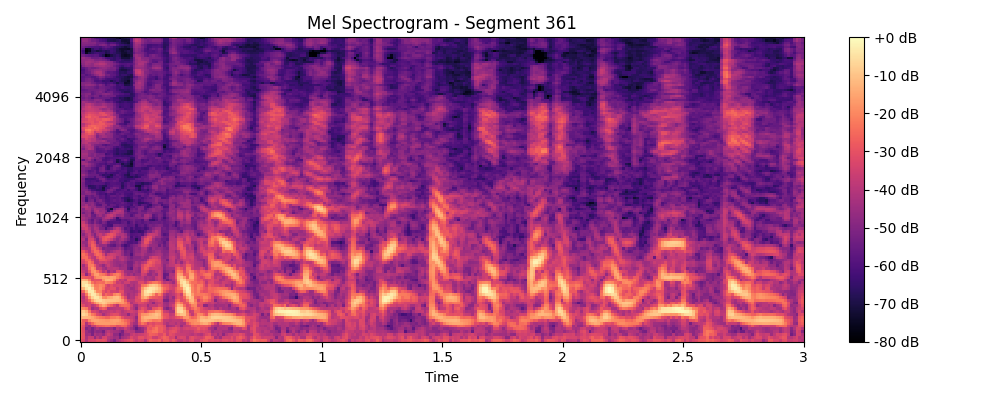 Mel Spectrogram - Segment 361
+0 dB
-10 dB
-20 dB
-30 dB
-40 dB
-50 dB
-60 dB
-70 dB
-80 dB
4096
2048
1024
512
0
Frequency
0 0.5 1 1.5 2 2.5 3
Time